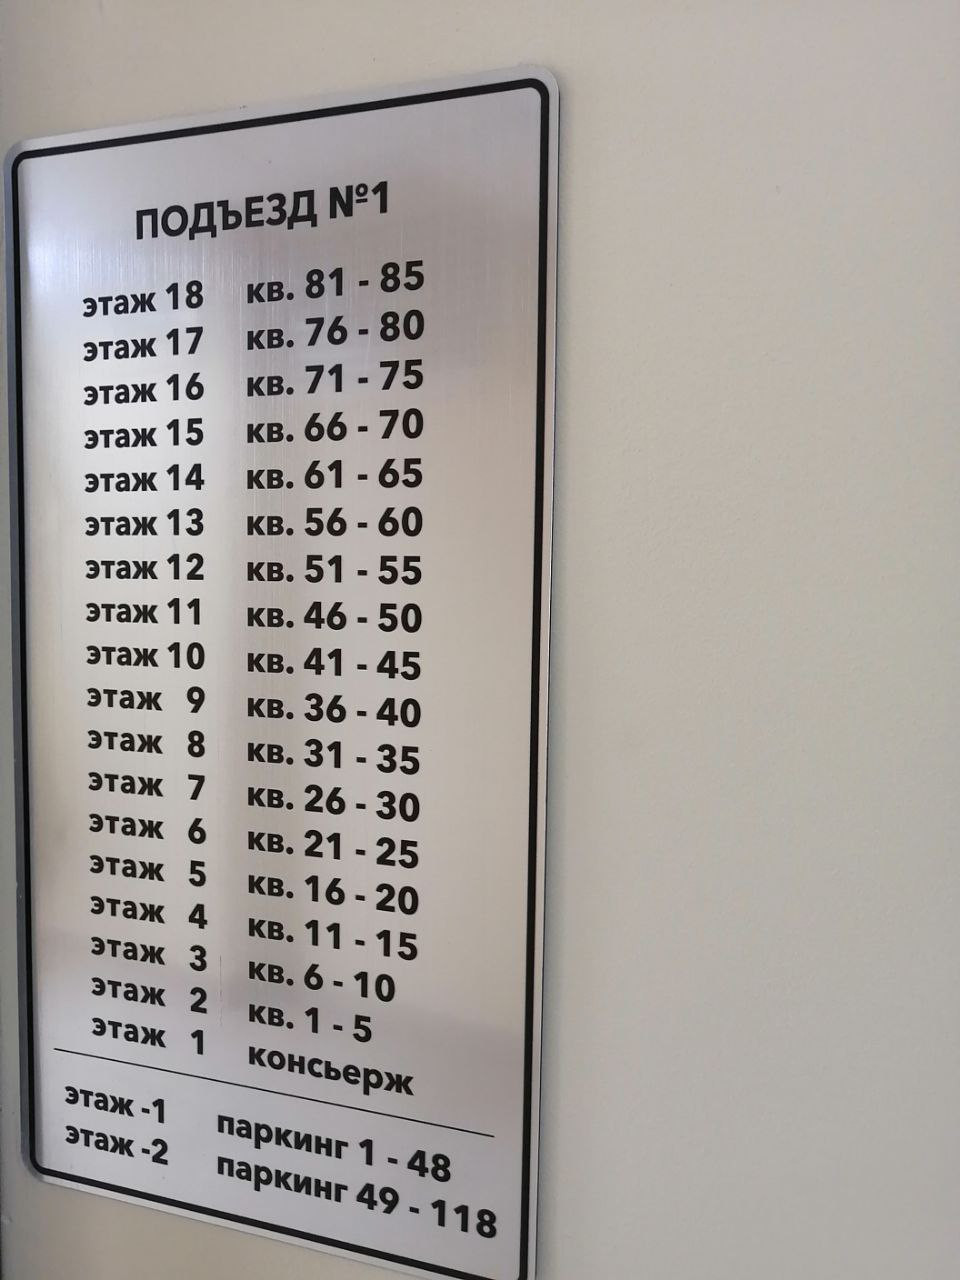 ПОДЪЕЗД №1
этаж 18 кв. 81 - 85
этаж 17 кв. 76 - 80
этаж 16 кв. 71 - 75
этаж 15 кв. 66 - 70
этаж 14 кв. 61 - 65
этаж 13 кв. 56 - 60
этаж 12 кв. 51 - 55
этаж 11 кв. 46 - 50
этаж 10 кв. 41 - 45
этаж 9 кв. 36 - 40
этаж 8 кв. 31 - 35
этаж 7 кв. 26 - 30
этаж 6 кв. 21 - 25
этаж 5 кв. 16 - 20
этаж 4 кв. 11 - 15
этаж 3 кв. 6 - 10
этаж 2 кв. 1 - 5
этаж 1 консьерж
этаж -1 паркинг 1 - 48
этаж -2 паркинг 49 - 118